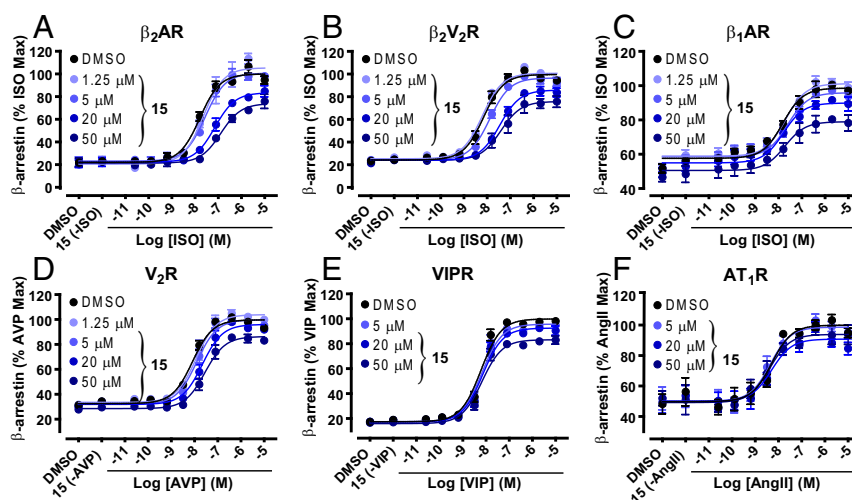 A
β₂AR
β-arrestin (% ISO Max)
120
100
80
60
40
20
0
DMSO
1.25 μM
5 μM
20 μM
50 μM
15
DMSO
15 (-ISO)
-11
-10
-9
-8
-7
-6
-5
Log [ISO] (M)
B
β₂V₂R
β-arrestin (% ISO Max)
120
100
80
60
40
20
0
DMSO
1.25 μM
5 μM
20 μM
50 μM
15
DMSO
15 (-ISO)
-11
-10
-9
-8
-7
-6
-5
Log [ISO] (M)
C
β₁AR
β-arrestin (% ISO Max)
140
120
100
80
60
40
DMSO
1.25 μM
5 μM
20 μM
50 μM
15
DMSO
15 (-ISO)
-11
-10
-9
-8
-7
-6
-5
Log [ISO] (M)
D
V₂R
β-arrestin (% AVP Max)
120
100
80
60
40
20
DMSO
1.25 μM
5 μM
20 μM
50 μM
15
DMSO
15 (-AVP)
-11
-10
-9
-8
-7
-6
-5
Log [AVP] (M)
E
VIPR
β-arrestin (% VIP Max)
120
100
80
60
40
20
DMSO
5 μM
20 μM
50 μM
15
DMSO
15 (-VIP)
-11
-10
-9
-8
-7
-6
-5
Log [VIP] (M)
F
AT₁R
β-arrestin (% AngII Max)
120
100
80
60
40
DMSO
5 μM
20 μM
50 μM
15
DMSO
15 (-AngII)
-11
-10
-9
-8
-7
-6
-5
Log [AngII] (M)